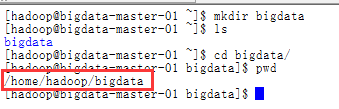 [hadoop@bigdata-master-01 ~]$ mkdir bigdata
[hadoop@bigdata-master-01 ~]$ ls
bigdata
[hadoop@bigdata-master-01 ~]$ cd bigdata/
[hadoop@bigdata-master-01 bigdata]$ pwd
/home/hadoop/bigdata
[hadoop@bigdata-master-01 bigdata]$